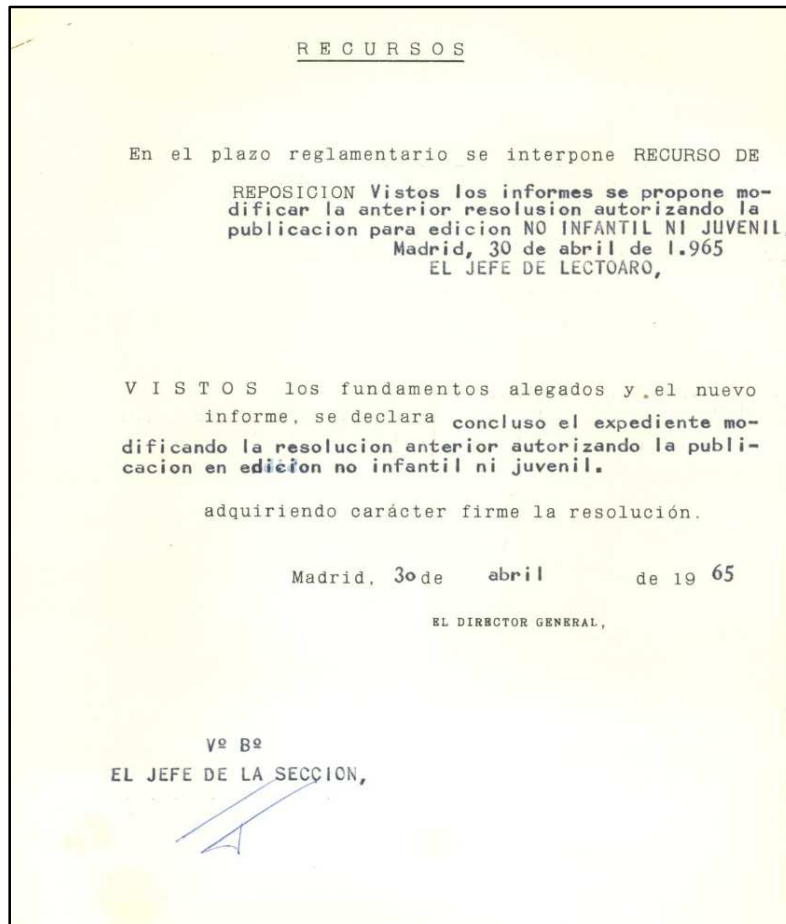 R E C U R S O S
En el plazo reglamentario se interpone RECURSO DE
REPOSICION Vistos los informes se propone mo-
dificar la anterior resolusion autorizando la
publicacion para edicion NO INFANTIL NI JUVENIL
Madrid, 30 de abril de 1.965
EL JEFE DE LECTOARO,
V I S T O S los fundamentos alegados y el nuevo
informe, se declara concluso el expediente mo-
dificando la resolucion anterior autorizando la publi-
cacion en edicion no infantil ni juvenil.
adquiriendo carácter firme la resolución.
Madrid, 3o de abril de 19 65
EL DIRECTOR GENERAL,
Vº Bº
EL JEFE DE LA SECCION,